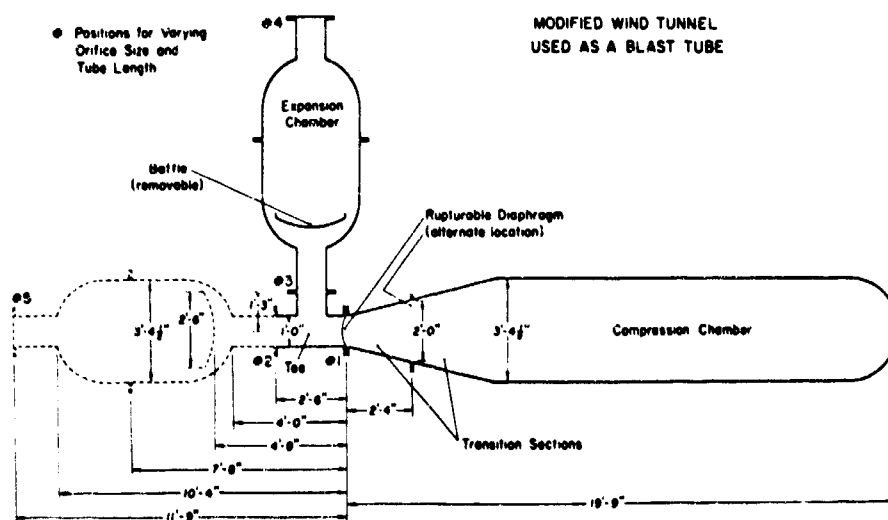 MODIFIED WIND TUNNEL
USED AS A BLAST TUBE
Positions for Varying
Orifice Size and
Tube Length
4
Expansion
Chamber
Baffle
(removable)
Rupturable Diaphragm
(alternate location)
5
3
1'-3"
3'-4½"
2'-6"
1'-0"
2'-0"
3'-4½"
Compression Chamber
2
Tee
1
2'-6"
2'-4"
4'-0"
Transition Sections
7'-8"
10'-4"
19'-9"
11'-9"